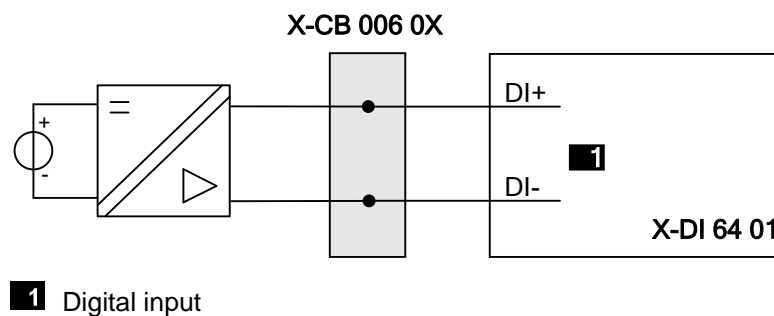 X-CB 006 0X
+
-
DI+
1
DI-
X-DI 64 01
1 Digital input